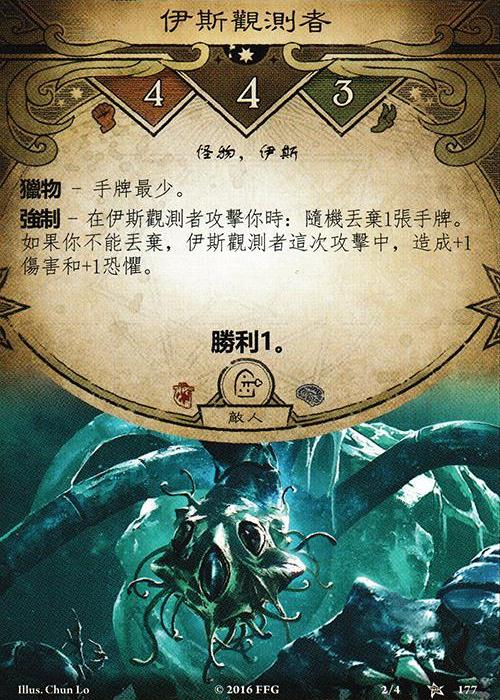 伊斯觀測者
4 4 3
怪物，伊斯
獵物 – 手牌最少。
強制 – 在伊斯觀測者攻擊你時：隨機丟棄1張手牌。
如果你不能丟棄，伊斯觀測者這次攻擊中，造成+1
傷害和+1恐懼。
勝利1。
敵人
Illus. Chun Lo © 2016 FFG 2/4 177